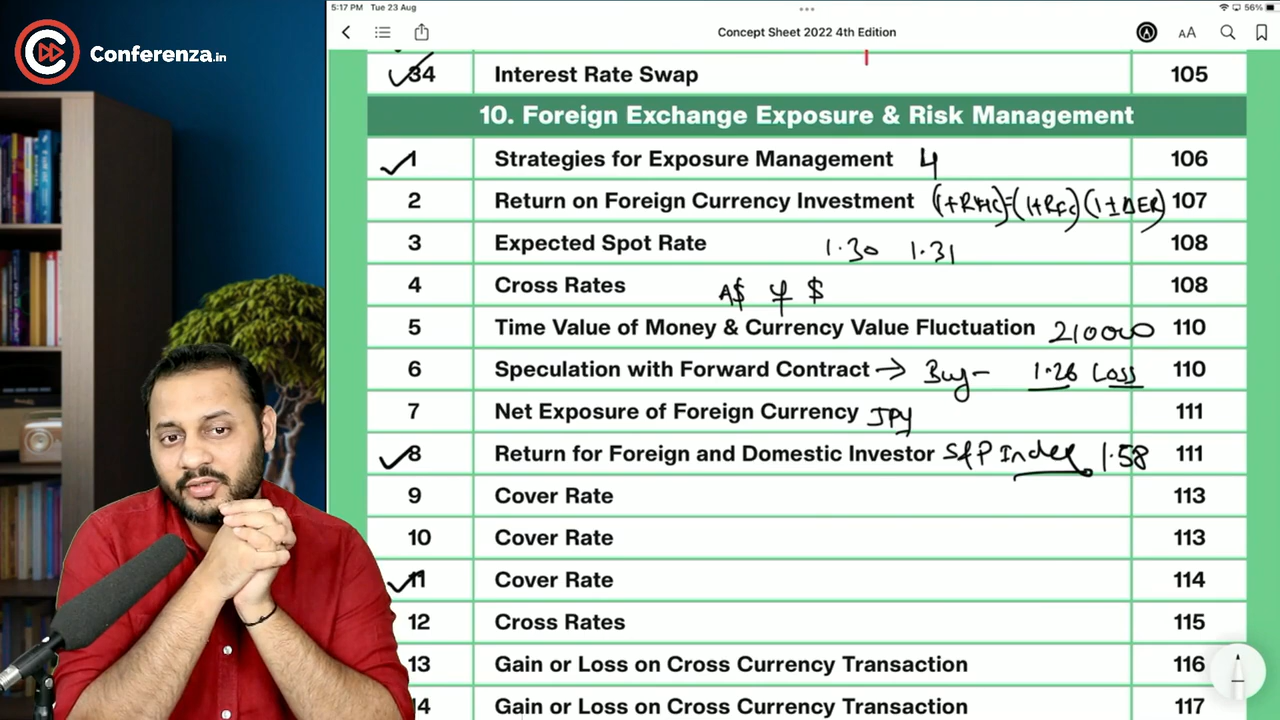 5:17 PM Tue 23 Aug
56%
Conferenza.in
Concept Sheet 2022 4th Edition
AA
34 Interest Rate Swap 105
10. Foreign Exchange Exposure & Risk Management
1 Strategies for Exposure Management 4 106
2 Return on Foreign Currency Investment (1+RHC)=(1+RFC)(1±ΔER) 107
3 Expected Spot Rate 1.30 1.31 108
4 Cross Rates A$ ¥ $ 108
5 Time Value of Money & Currency Value Fluctuation 210000 110
6 Speculation with Forward Contract → Buy- 1.26 Loss 110
7 Net Exposure of Foreign Currency JPY 111
8 Return for Foreign and Domestic Investor S&P Index 1.58 111
9 Cover Rate 113
10 Cover Rate 113
11 Cover Rate 114
12 Cross Rates 115
13 Gain or Loss on Cross Currency Transaction 116
14 Gain or Loss on Cross Currency Transaction 117